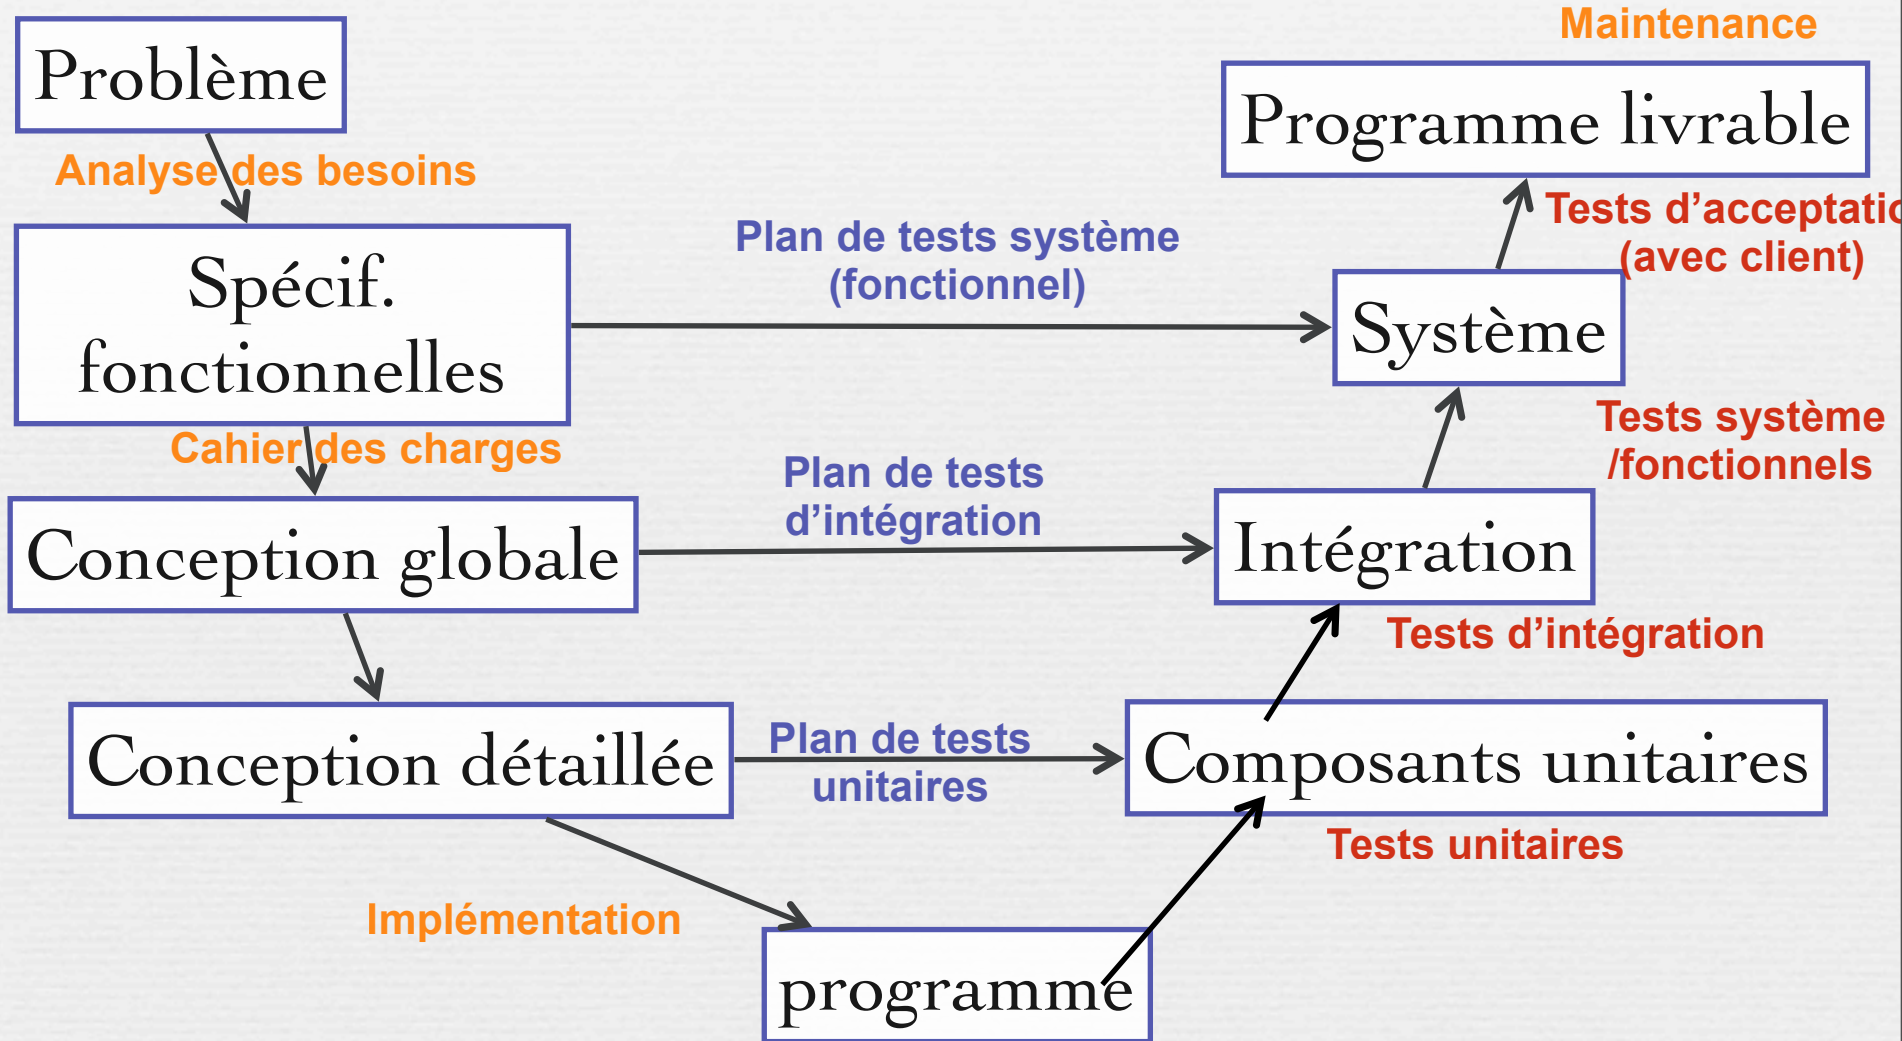 Maintenance
Problème
Programme livrable
Analyse des besoins
Tests d’acceptatio
(avec client)
Plan de tests système
(fonctionnel)
Spécif.
fonctionnelles
Système
Cahier des charges
Tests système
/fonctionnels
Plan de tests
d’intégration
Conception globale
Intégration
Tests d’intégration
Conception détaillée
Plan de tests
unitaires
Composants unitaires
Tests unitaires
Implémentation
programme